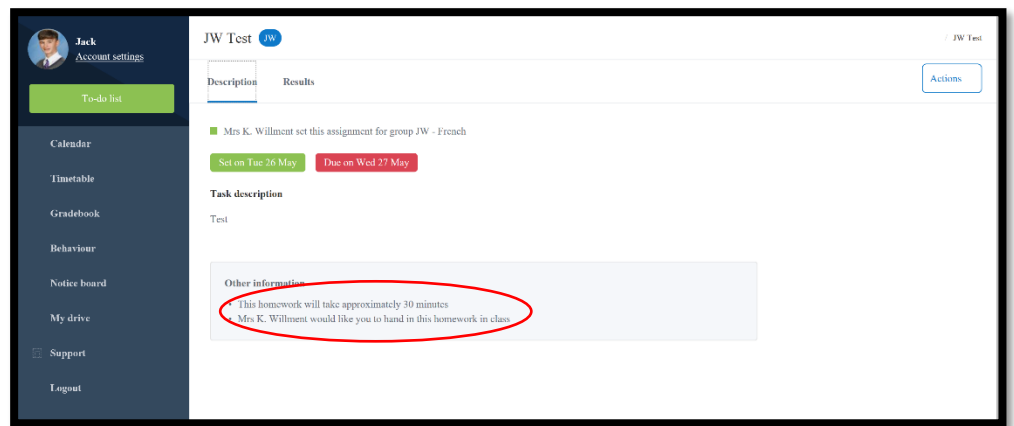 Jack
Account settings
To-do list
Calendar
Timetable
Gradebook
Behaviour
Notice board
My drive
Support
Logout
JW Test JW
/ JW Test
Description Results
Actions
Mrs K. Willment set this assignment for group JW - French
Set on Tue 26 May Due on Wed 27 May
Task description
Test
Other information
• This homework will take approximately 30 minutes
• Mrs K. Willment would like you to hand in this homework in class